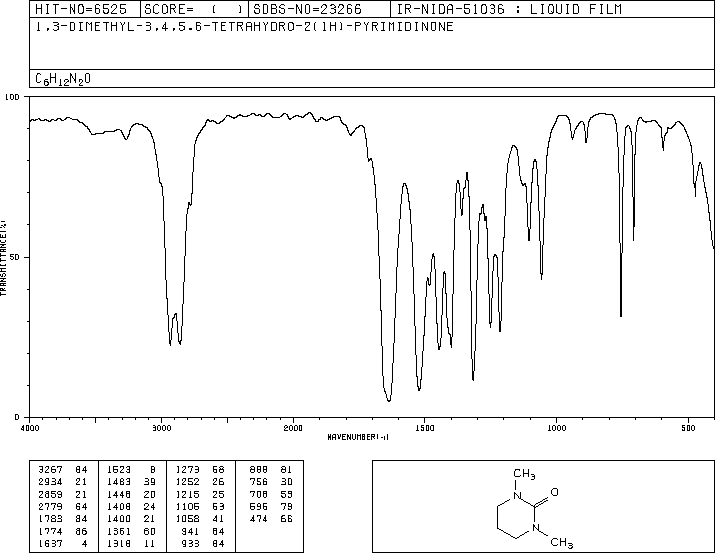 HIT-NO=6525 SCORE= ( ) SDBS-NO=23266 IR-NIDA-51036 : LIQUID FILM
1,3-DIMETHYL-3,4,5,6-TETRAHYDRO-2(1H)-PYRIMIDINONE
C6H12N2O
100
50
0
TRANSMITTANCE(%)
4000 3000 2000 1500 1000 500
WAVENUMBER(-1)
3267 84 1523 8 1273 68 888 81
2934 21 1483 39 1252 26 756 30
2859 21 1448 20 1215 25 708 59
2779 64 1408 24 1106 53 596 79
1783 84 1400 21 1058 41 474 66
1774 86 1361 60 941 84
1637 4 1318 11 933 84
CH3
N
O
N
CH3